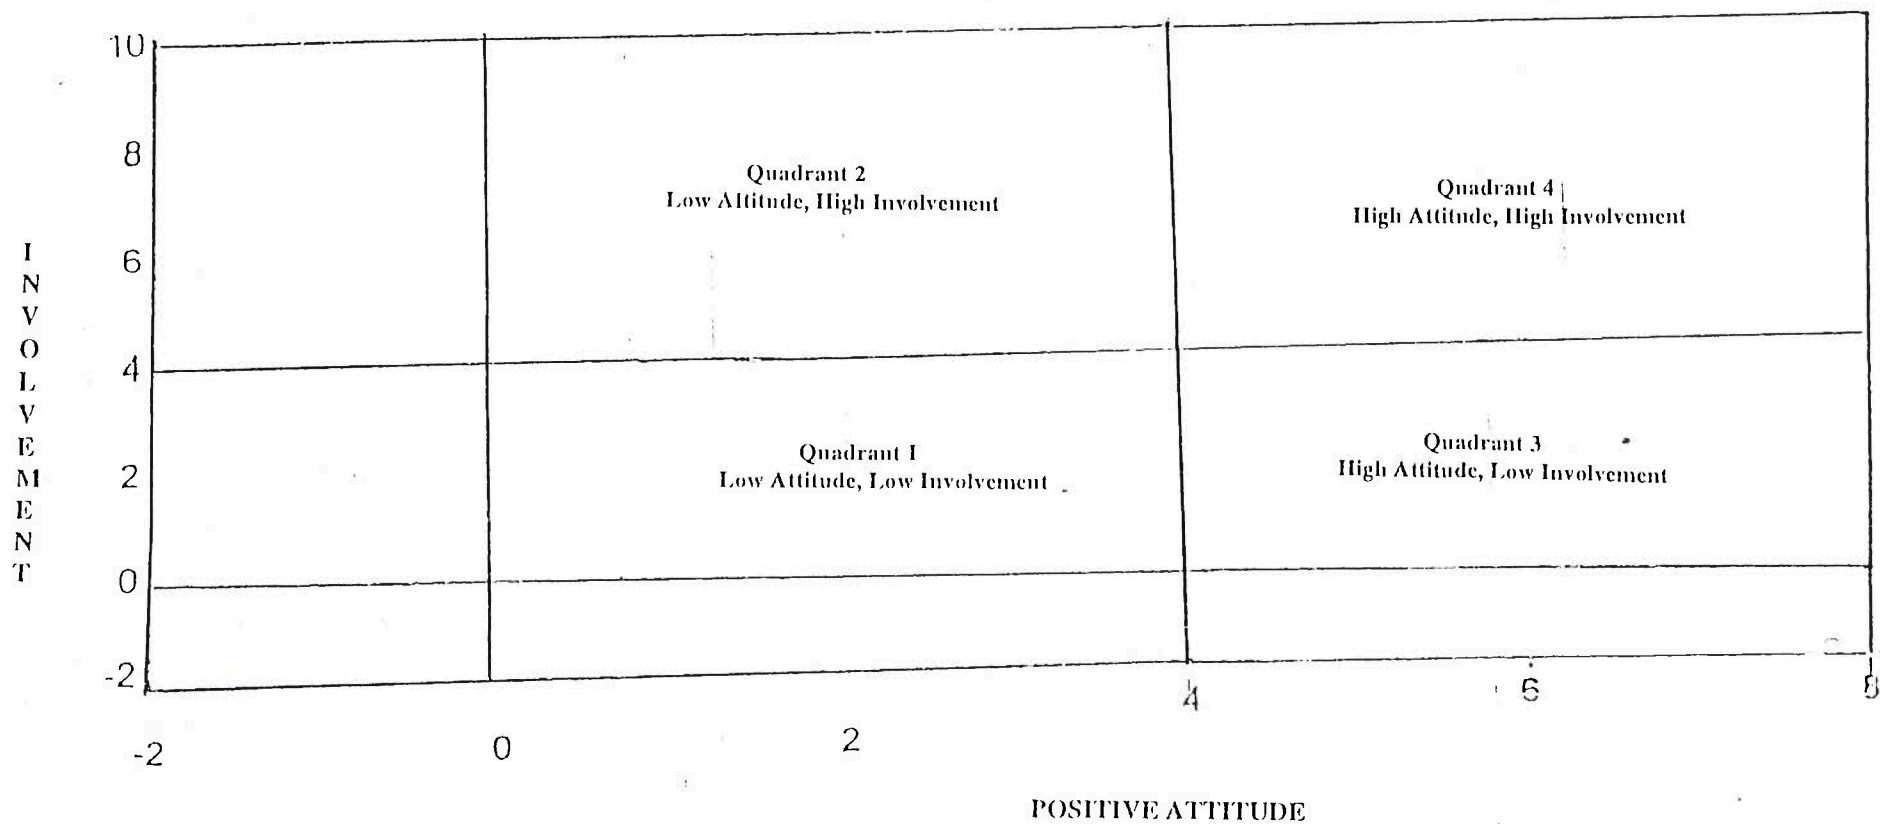 10
8
6
4
2
0
-2
INVOLVEMENT
Quadrant 2
Low Attitude, High Involvement
Quadrant 4
High Attitude, High Involvement
Quadrant 1
Low Attitude, Low Involvement
Quadrant 3
High Attitude, Low Involvement
-2
0
2
4
6
8
POSITIVE ATTITUDE